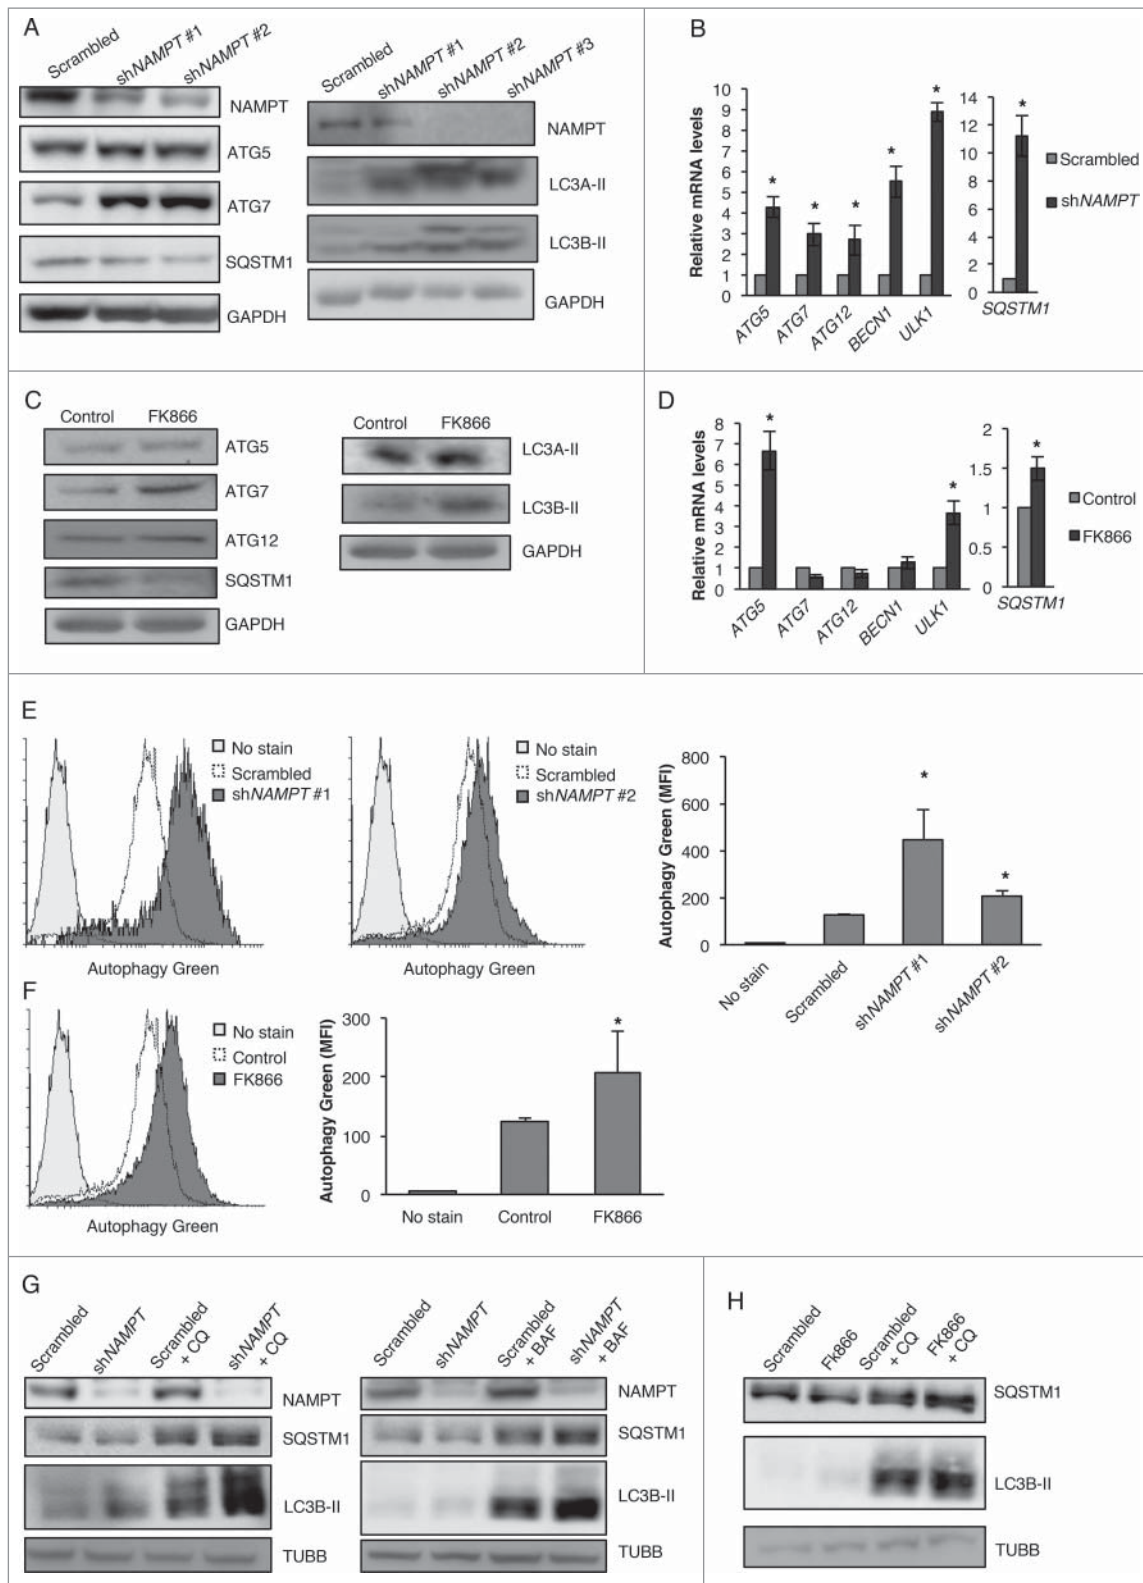 A
Scrambled
shNAMPT #1
shNAMPT #2
NAMPT
ATG5
ATG7
SQSTM1
GAPDH
Scrambled
shNAMPT #1
shNAMPT #2
shNAMPT #3
NAMPT
LC3A-II
LC3B-II
GAPDH
B
Relative mRNA levels
10
9
8
7
6
5
4
3
2
1
0
* * * * *
ATG5 ATG7 ATG12 BECN1 ULK1
14
12
10
8
6
4
2
0
*
SQSTM1
Scrambled
shNAMPT
C
Control FK866
ATG5
ATG7
ATG12
SQSTM1
GAPDH
Control FK866
LC3A-II
LC3B-II
GAPDH
D
Relative mRNA levels
8
7
6
5
4
3
2
1
0
* *
ATG5 ATG7 ATG12 BECN1 ULK1
2
1.5
1
0.5
0
*
SQSTM1
Control
FK866
E
No stain
Scrambled
shNAMPT #1
Autophagy Green
No stain
Scrambled
shNAMPT #2
Autophagy Green
Autophagy Green (MFI)
800
600
400
200
0
* *
No stain
Scrambled
shNAMPT #1
shNAMPT #2
F
No stain
Control
FK866
Autophagy Green
Autophagy Green (MFI)
300
200
100
0
*
No stain Control FK866
G
Scrambled
shNAMPT
Scrambled
+ CQ
shNAMPT
+ CQ
NAMPT
SQSTM1
LC3B-II
TUBB
Scrambled
shNAMPT
Scrambled
+ BAF
shNAMPT
+ BAF
NAMPT
SQSTM1
LC3B-II
TUBB
H
Scrambled
FK866
Scrambled
+ CQ
FK866
+ CQ
SQSTM1
LC3B-II
TUBB